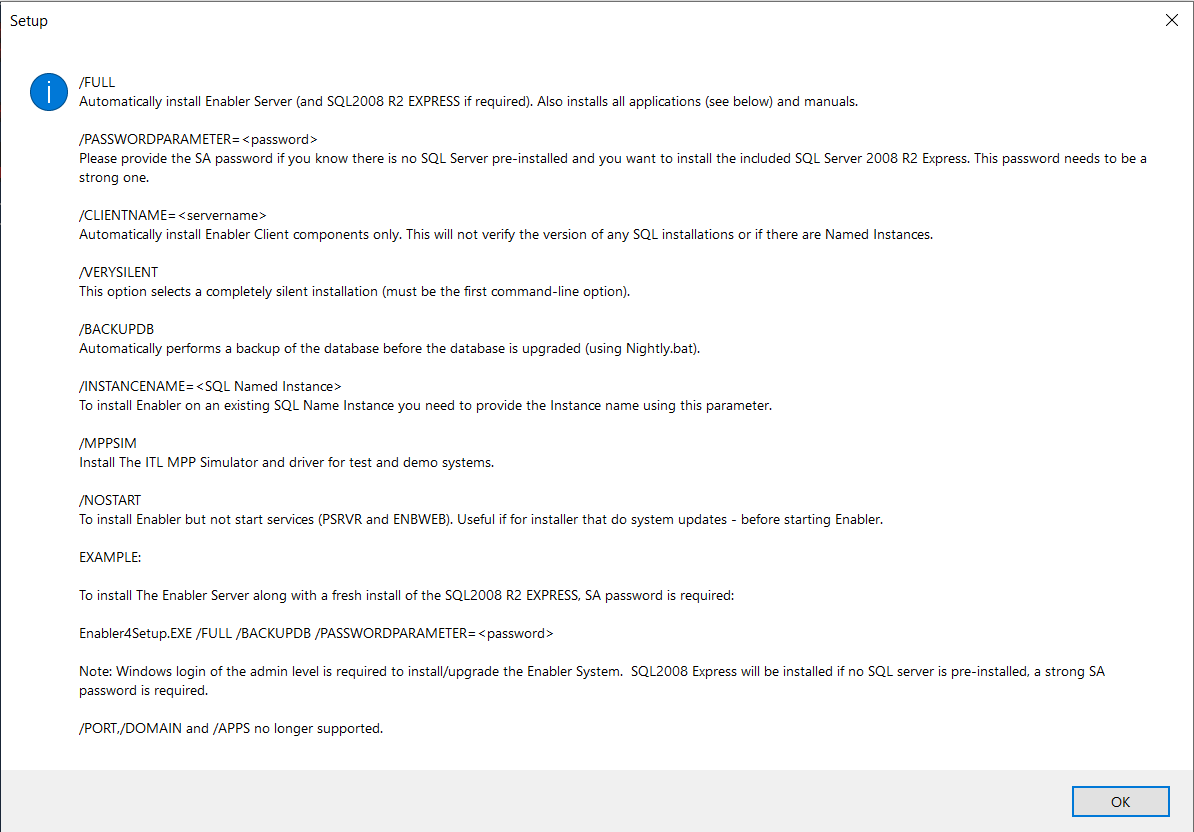 Setup
/FULL
Automatically install Enabler Server (and SQL2008 R2 EXPRESS if required). Also installs all applications (see below) and manuals.
/PASSWORDPARAMETER=<password>
Please provide the SA password if you know there is no SQL Server pre-installed and you want to install the included SQL Server 2008 R2 Express. This password needs to be a
strong one.
/CLIENTNAME=<servername>
Automatically install Enabler Client components only. This will not verify the version of any SQL installations or if there are Named Instances.
/VERYSILENT
This option selects a completely silent installation (must be the first command-line option).
/BACKUPDB
Automatically performs a backup of the database before the database is upgraded (using Nightly.bat).
/INSTANCENAME=<SQL Named Instance>
To install Enabler on an existing SQL Name Instance you need to provide the Instance name using this parameter.
/MPPSIM
Install The ITL MPP Simulator and driver for test and demo systems.
/NOSTART
To install Enabler but not start services (PSRVR and ENBWEB). Useful if for installer that do system updates - before starting Enabler.
EXAMPLE:
To install The Enabler Server along with a fresh install of the SQL2008 R2 EXPRESS, SA password is required:
Enabler4Setup.EXE /FULL /BACKUPDB /PASSWORDPARAMETER=<password>
Note: Windows login of the admin level is required to install/upgrade the Enabler System.  SQL2008 Express will be installed if no SQL server is pre-installed, a strong SA
password is required.
/PORT,/DOMAIN and /APPS no longer supported.
OK